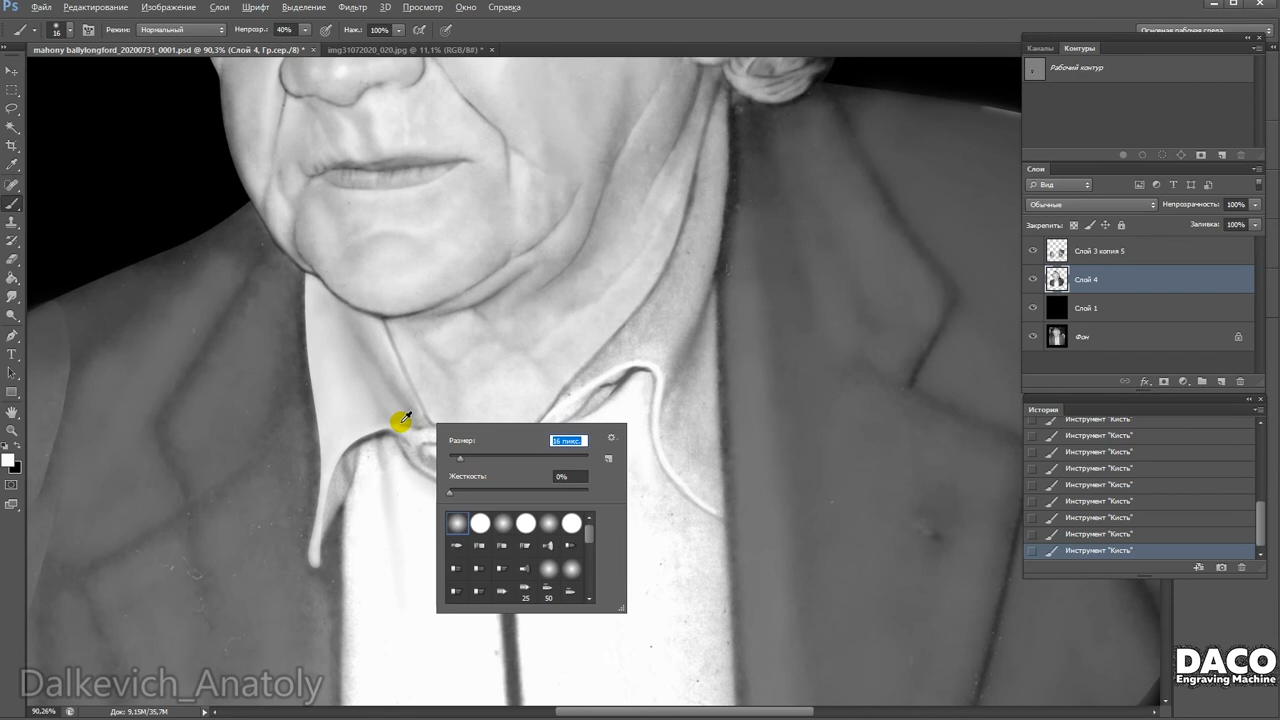 Ps Файл Редактирование Изображение Слои Шрифт Выделение Фильтр 3D Просмотр Окно Справка
16 Режим: Нормальный Непрозр.: 40% Наж.: 100% Основная рабочая среда
mahony ballylongford_20200731_0001.psd @ 90,3% (Слой 4, Гр.сер./8) * × img31072020_020.jpg @ 11,1% (RGB/8#) * ×
Каналы Контуры
Рабочий контур
Слои
Вид
Обычные Непрозрачность: 100%
Закрепить: Заливка: 100%
Слой 3 копия 5
Слой 4
Слой 1
Фон
История
Инструмент "Кисть"
Инструмент "Кисть"
Инструмент "Кисть"
Инструмент "Кисть"
Инструмент "Кисть"
Инструмент "Кисть"
Инструмент "Кисть"
Инструмент "Кисть"
Инструмент "Кисть"
Размер: 16 пикс.
Жесткость: 0%
25 50
Dalkevich_Anatoly
DACO
Engraving Machine
90,26% Док: 9,15M/35,7M